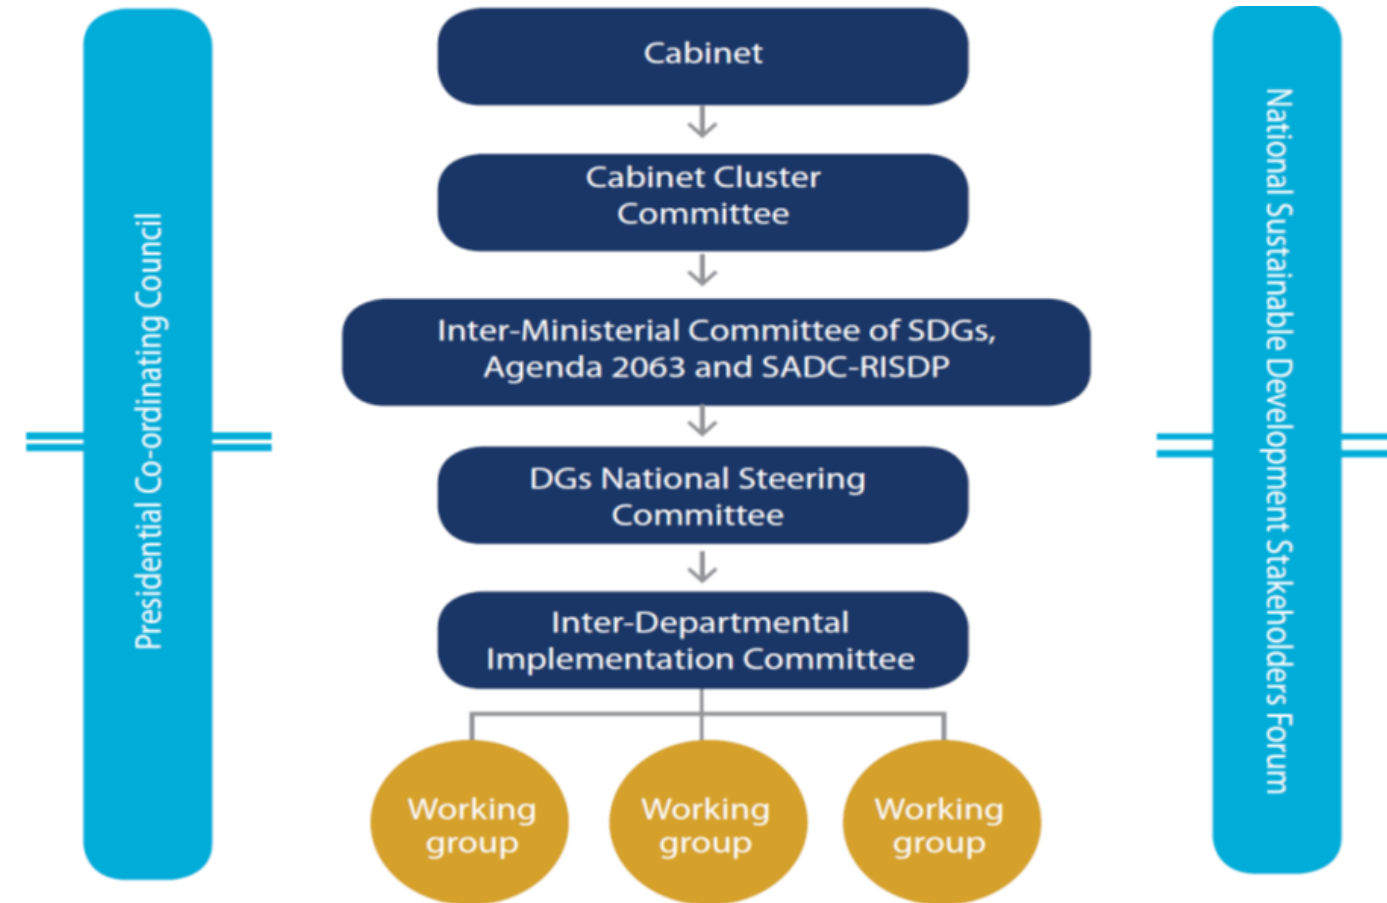 Presidential Co-ordinating Council
Cabinet
Cabinet Cluster
Committee
Inter-Ministerial Committee of SDGs,
Agenda 2063 and SADC-RISDP
DGs National Steering
Committee
Inter-Departmental
Implementation Committee
Working
group
Working
group
Working
group
National Sustainable Development Stakeholders Forum